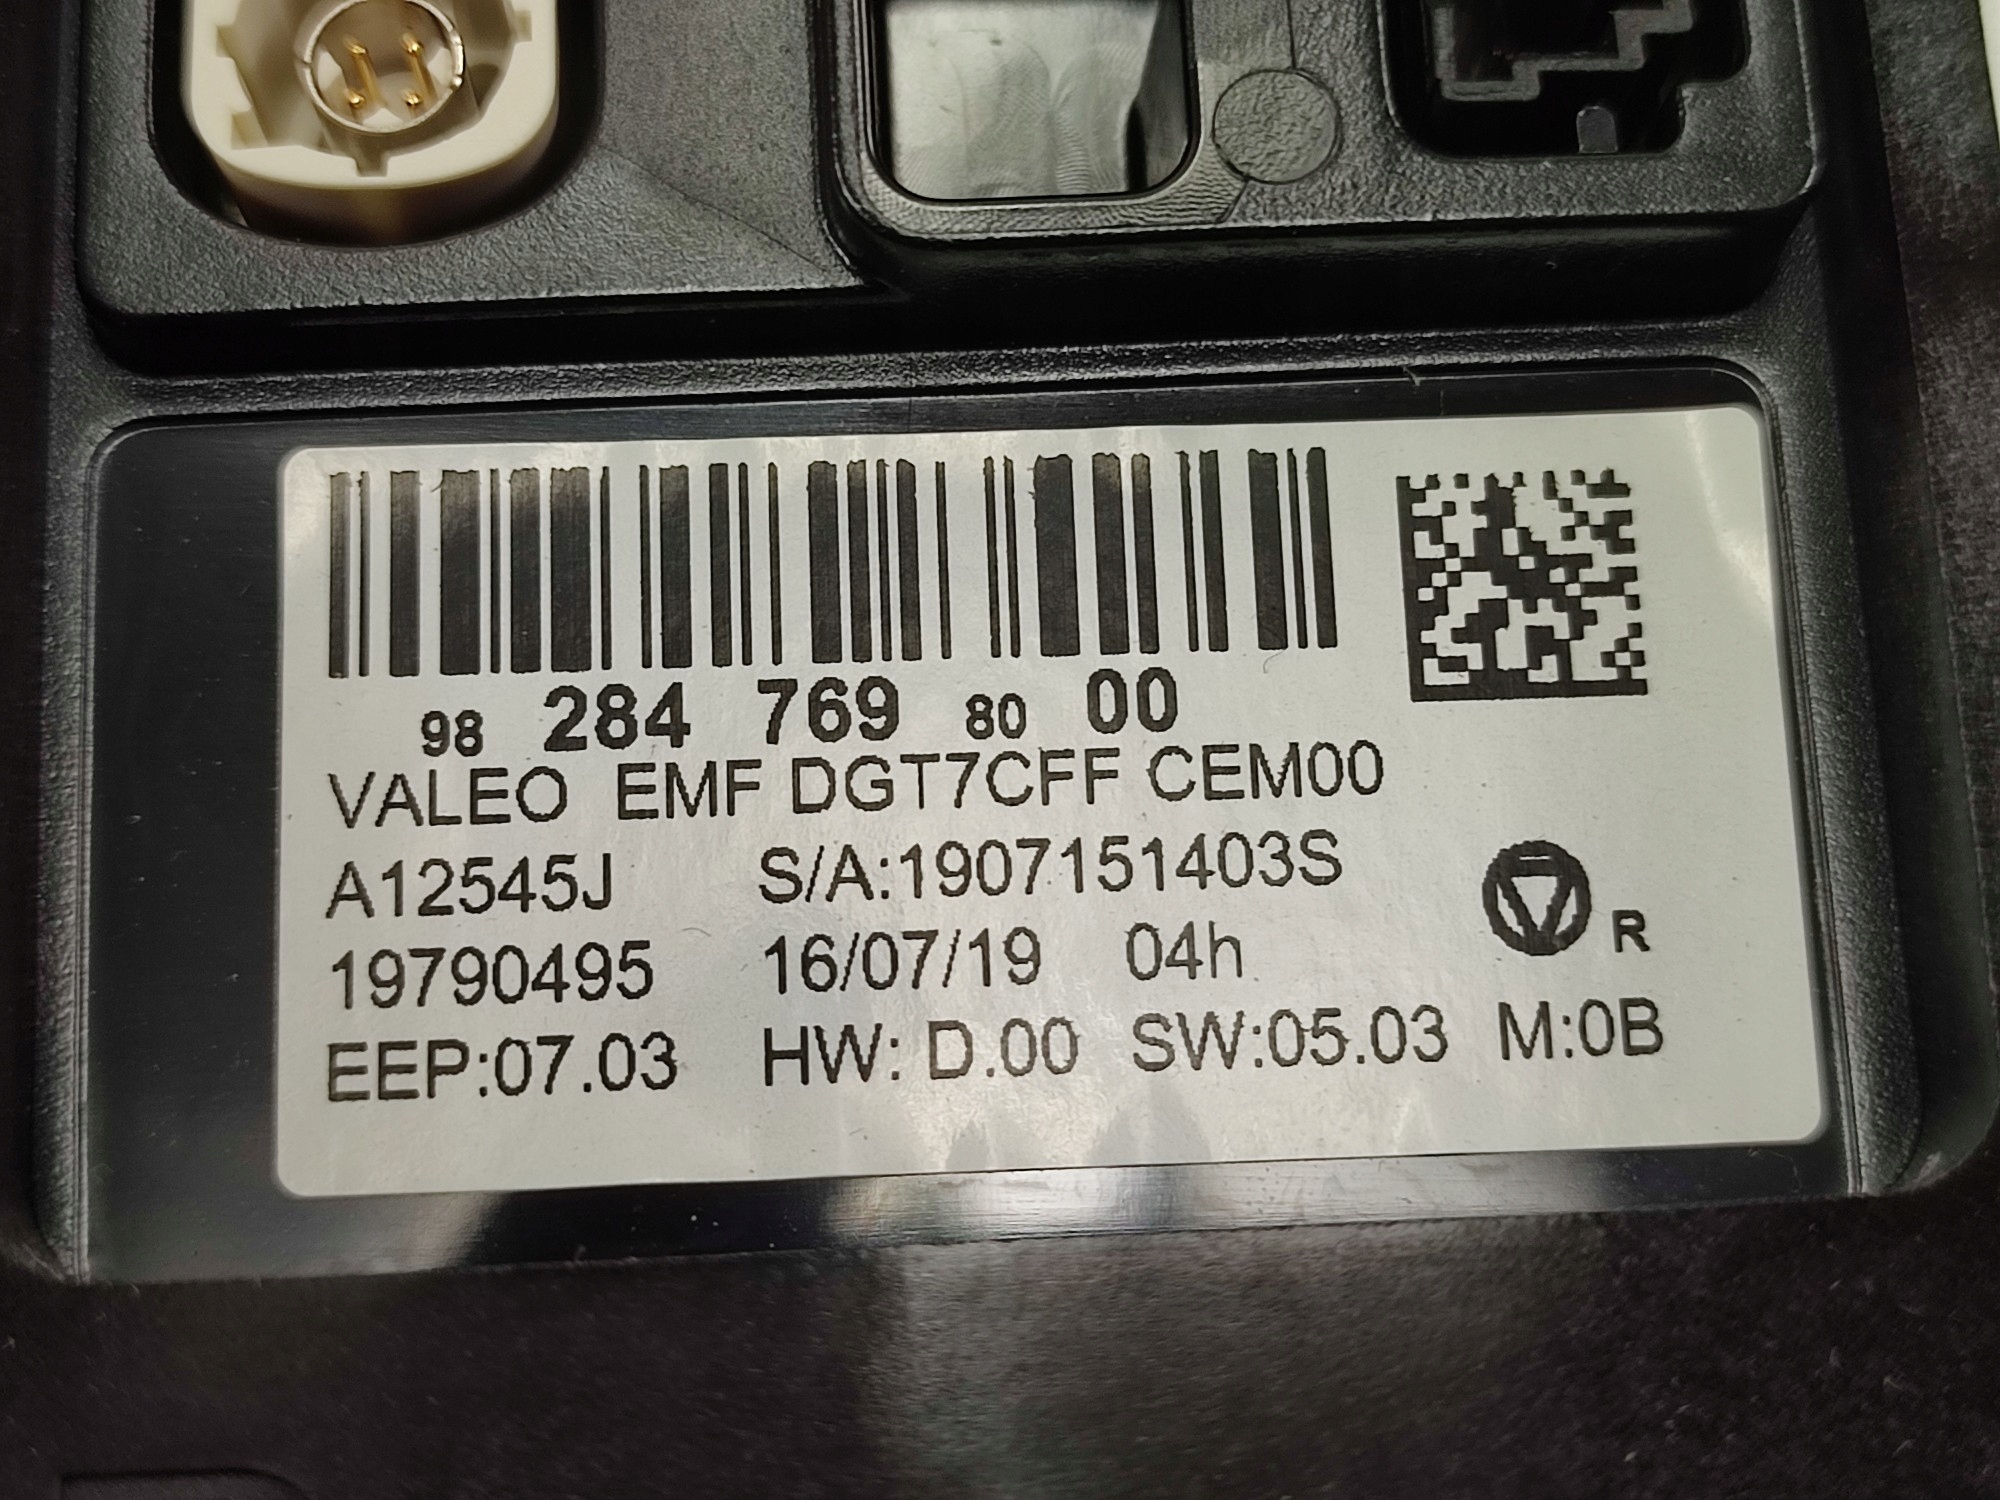 98 284 769 80 00
VALEO EMF DGT7CFF CEM00
A12545J S/A:1907151403S
19790495 16/07/19 04h R
EEP:07.03 HW: D.00 SW:05.03 M:0B